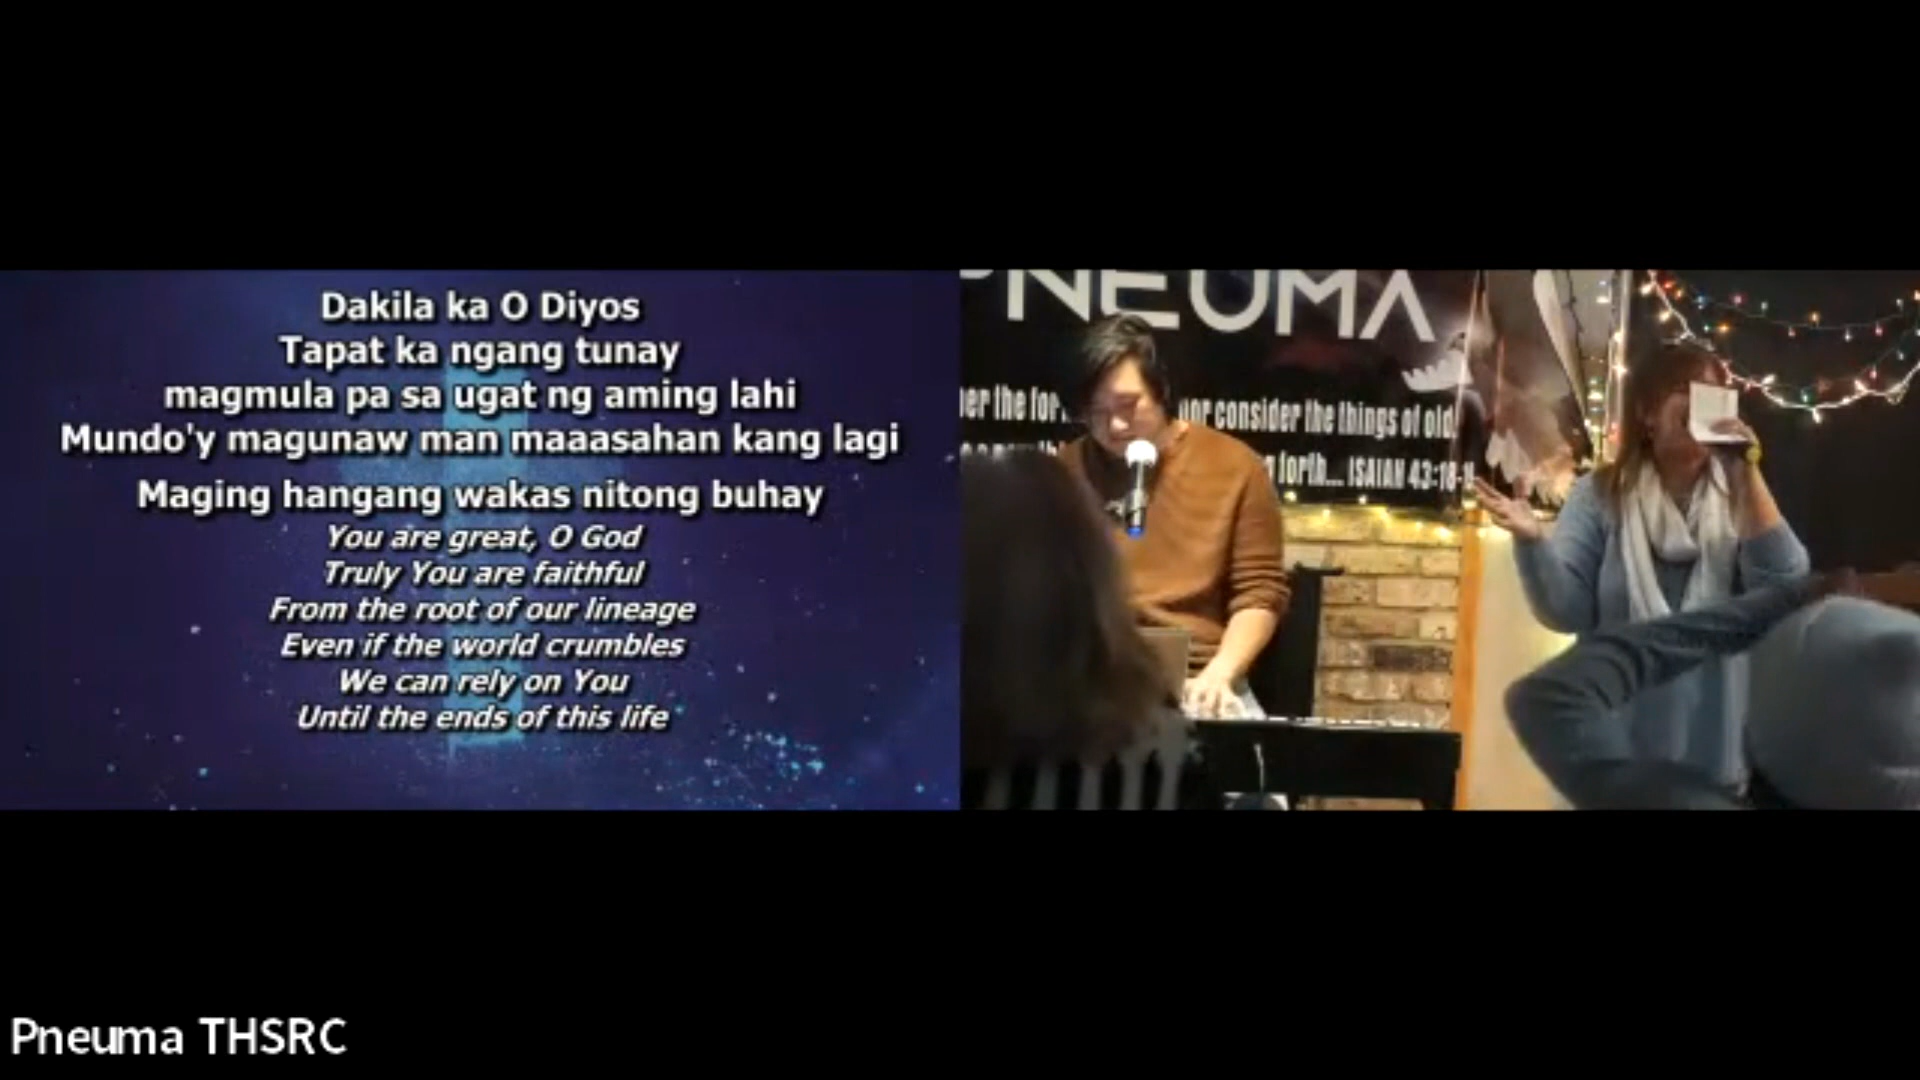 Dakila ka O Diyos
Tapat ka ngang tunay
magmula pa sa ugat ng aming lahi
Mundo'y magunaw man maaasahan kang lagi
Maging hangang wakas nitong buhay
You are great, O God
Truly You are faithful
From the root of our lineage
Even if the world crumbles
We can rely on You
Until the ends of this life
PNEUMA
the for
nor consider the things of old
forth... ISAIAH 43:18-
Pneuma THSRC